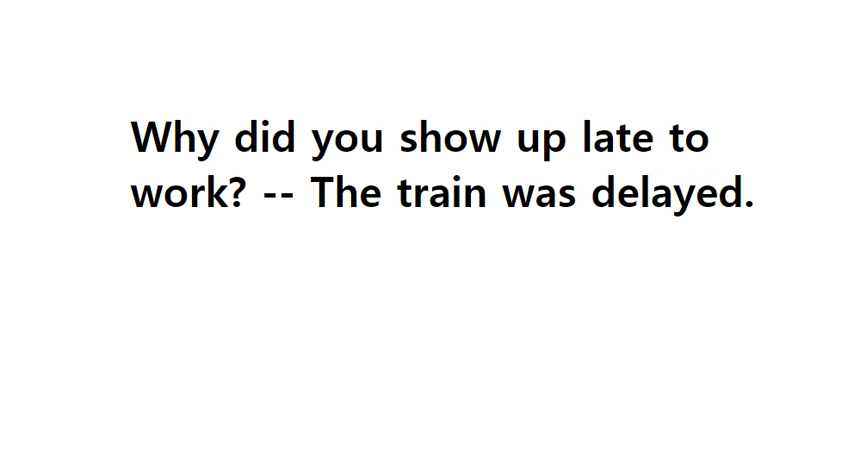 Why did you show up late to
work? -- The train was delayed.